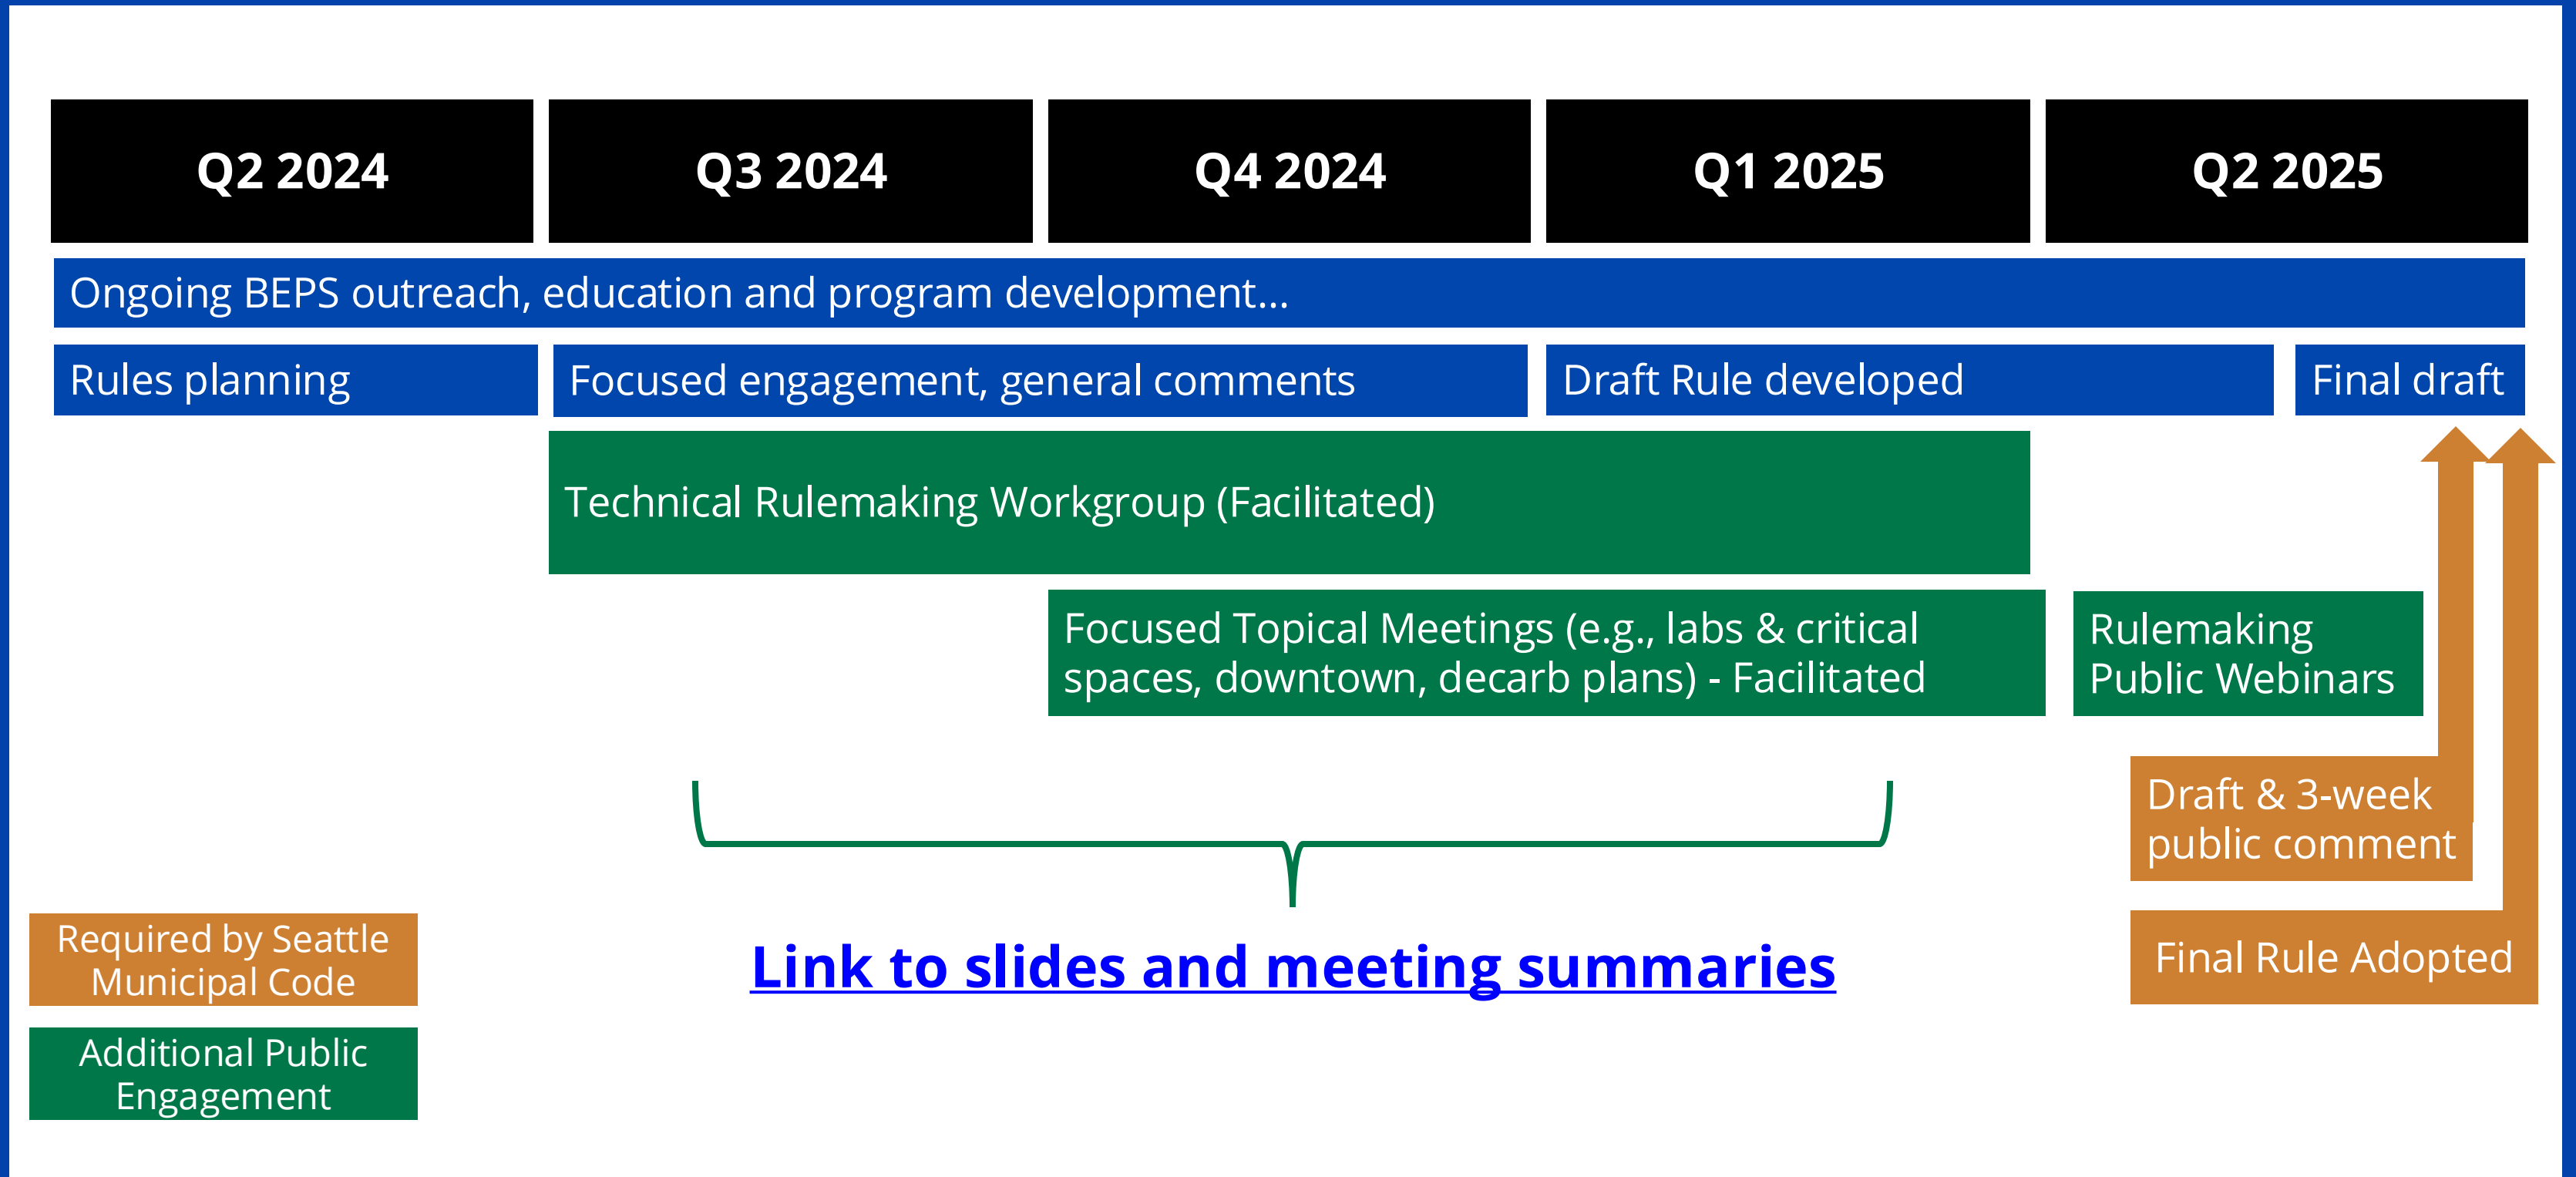 Q2 2024
Q3 2024
Q4 2024
Q1 2025
Q2 2025
Ongoing BEPS outreach, education and program development...
Rules planning
Focused engagement, general comments
Draft Rule developed
Final draft
Technical Rulemaking Workgroup (Facilitated)
Focused Topical Meetings (e.g., labs & critical
spaces, downtown, decarb plans) - Facilitated
Rulemaking
Public Webinars
Draft & 3-week
public comment
Final Rule Adopted
Link to slides and meeting summaries
Required by Seattle
Municipal Code
Additional Public
Engagement